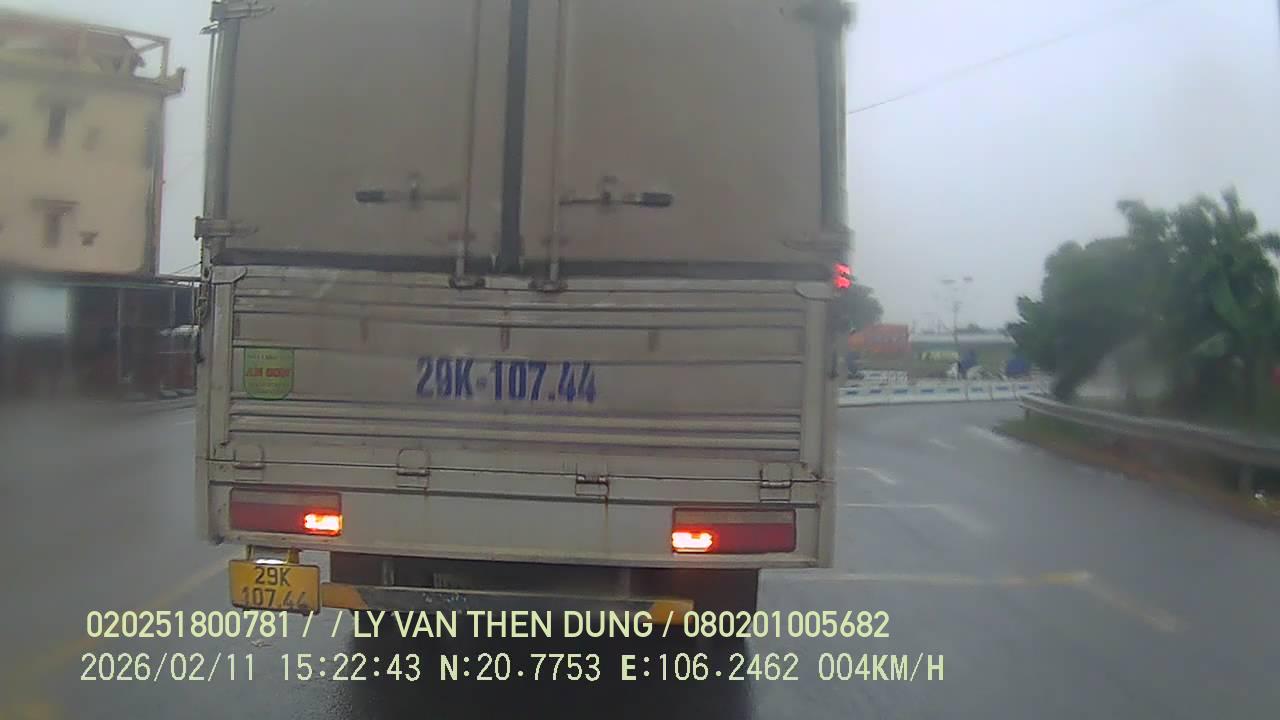 29K-107.44
29K
107.44
020251800781 / / LY VAN THEN DUNG / 080201005682
2026/02/11 15:22:43 N:20.7753 E:106.2462 004KM/H